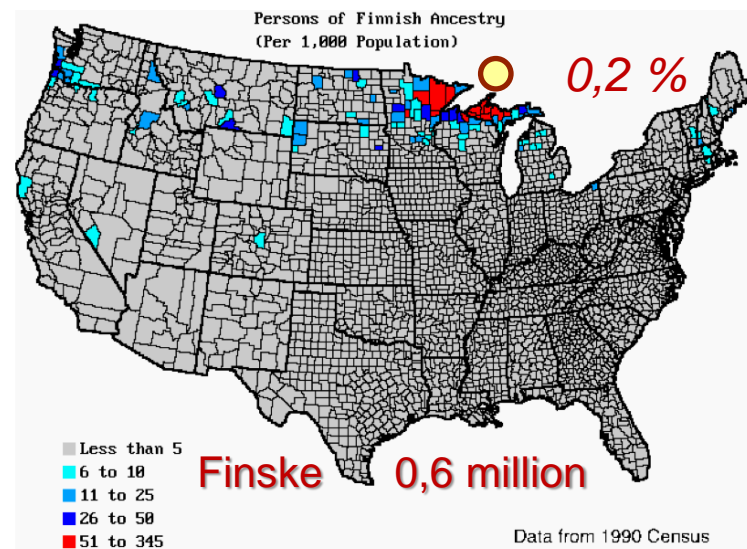 Persons of Finnish Ancestry
(Per 1,000 Population)
0,2 %
Less than 5
6 to 10
11 to 25
26 to 50
51 to 345
Finske 0,6 million
Data from 1990 Census